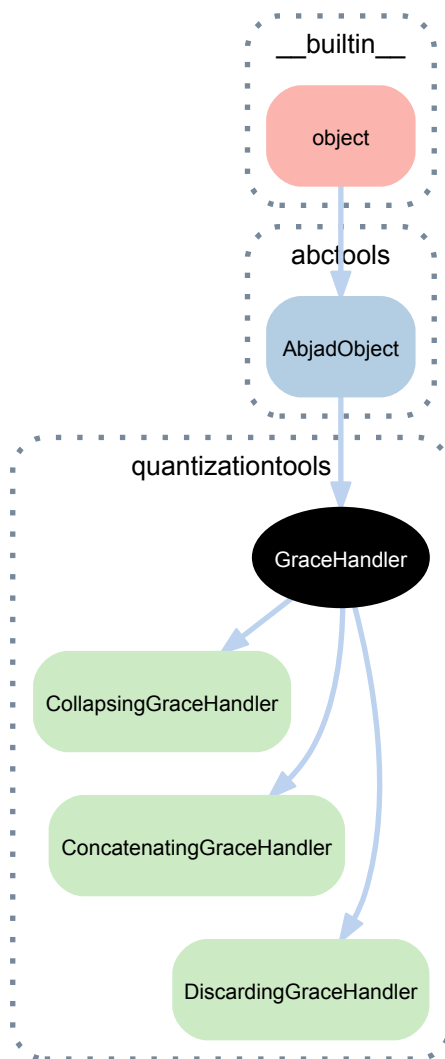 __builtin__
object
abctools
AbjadObject
quantizationtools
GraceHandler
CollapsingGraceHandler
ConcatenatingGraceHandler
DiscardingGraceHandler